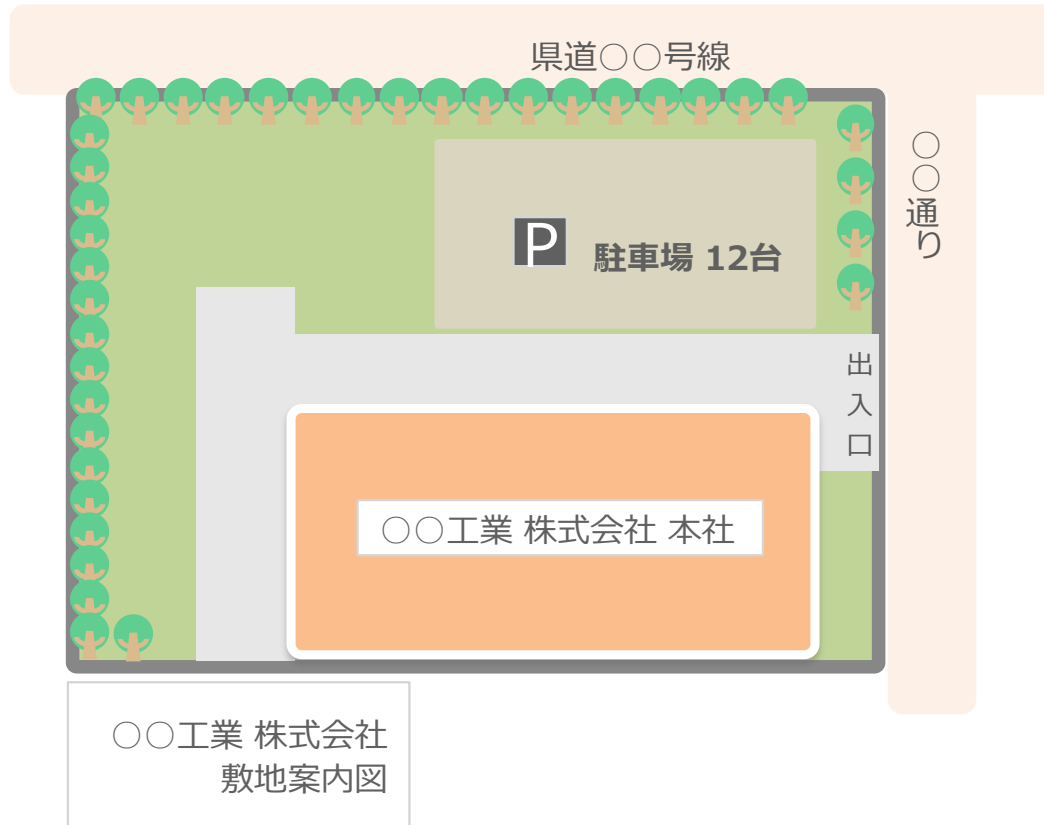 県道○○号線
○○通り
P
駐車場 12台
出入口
○○工業 株式会社 本社
○○工業 株式会社
敷地案内図